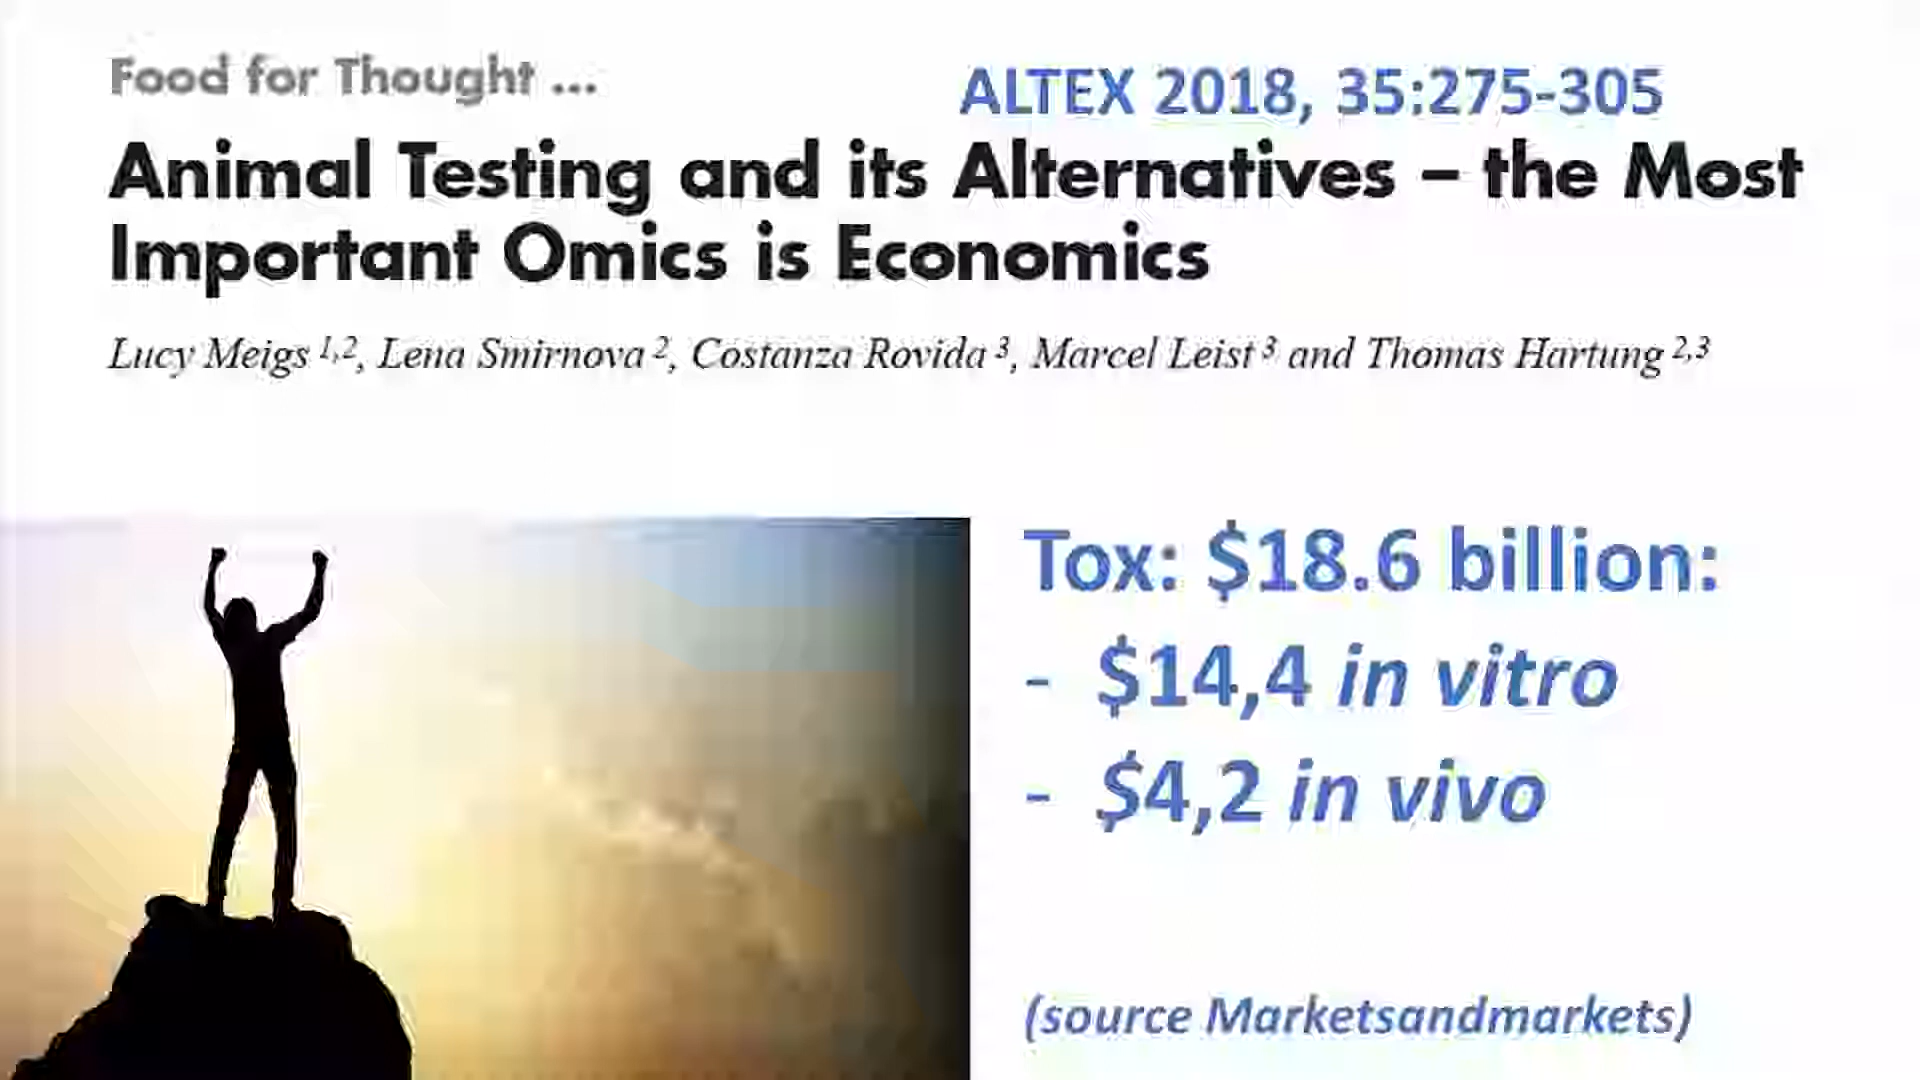 Food for Thought ...
ALTEX 2018, 35:275-305
Animal Testing and its Alternatives – the Most
Important Omics is Economics
Lucy Meigs 1,2, Lena Smirnova 2, Costanza Rovida 3, Marcel Leist 3 and Thomas Hartung 2,3
Tox: $18.6 billion:
- $14,4 in vitro
- $4,2 in vivo
(source Marketsandmarkets)